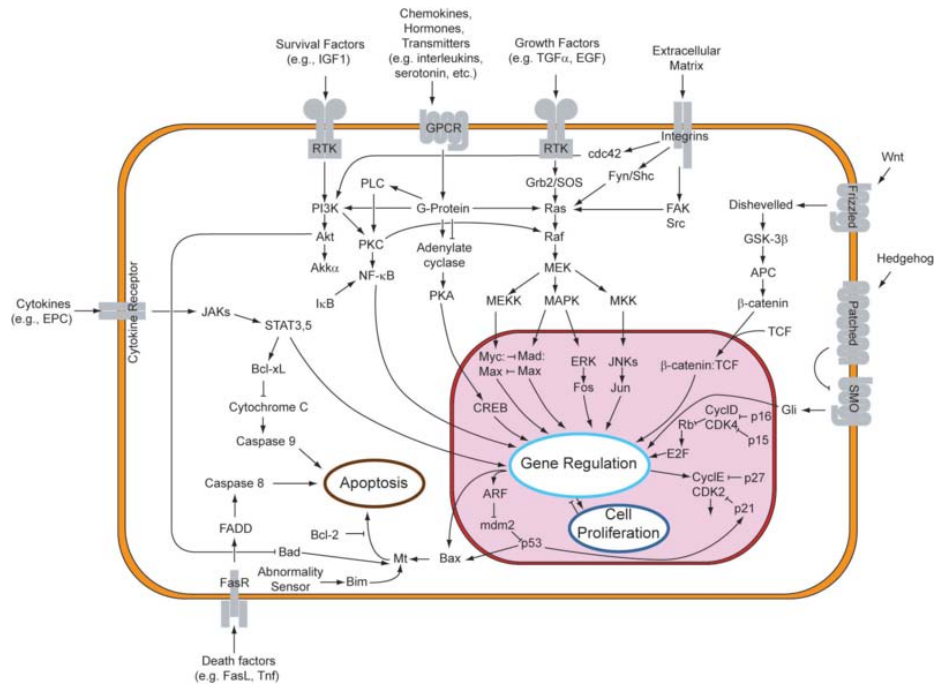 Chemokines,
Hormones,
Transmitters
(e.g. interleukins,
serotonin, etc.)
Survival Factors
(e.g., IGF1)
Growth Factors
(e.g. TGFα, EGF)
Extracellular
Matrix
GPCR
RTK
RTK
Integrins
cdc42
Wnt
Frizzled
Grb2/SOS
Fyn/Shc
PLC
PI3K
G-Protein
Ras
FAK
Src
Dishevelled
Akt
PKC
Adenylate
cyclase
Raf
GSK-3β
Akkα
NF-κB
MEK
APC
Hedgehog
IκB
PKA
MEKK
MAPK
MKK
β-catenin
Patched
Cytokines
(e.g., EPC)
Cytokine Receptor
JAKs
STAT3,5
TCF
Myc:
Max
Mad:
Max
ERK
JNKs
β-catenin:TCF
Bcl-xL
Fos
Jun
SMO
Cytochrome C
CREB
Gli
CyclD
CDK4
p16
p15
Rb
E2F
Caspase 9
Gene Regulation
Apoptosis
Caspase 8
CyclE
CDK2
p27
p21
ARF
FADD
Cell
Proliferation
Bcl-2
mdm2
p53
Bad
Mt
Bax
FasR
Abnormality
Sensor
Bim
Death factors
(e.g. FasL, Tnf)